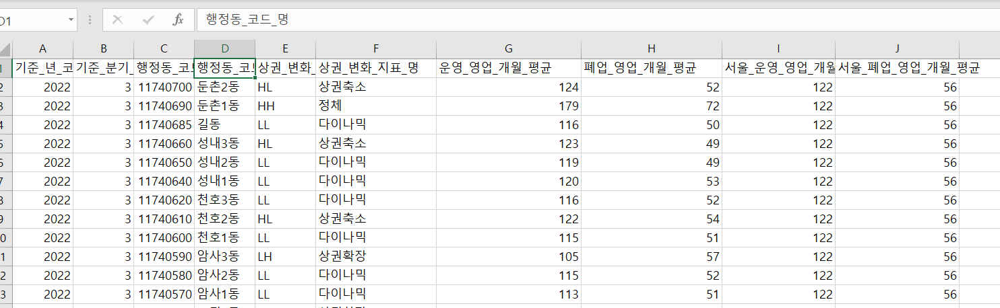 D1 fx 행정동_코드_명
A B C D E F G H I J
1 기준_년_코 기준_분기_ 행정동_코드 행정동_코드 상권_변화_ 상권_변화_지표_명 운영_영업_개월_평균 폐업_영업_개월_평균 서울_운영_영업_개월 서울_폐업_영업_개월_평균
2 2022 3 11740700 둔촌2동 HL 상권축소 124 52 122 56
3 2022 3 11740690 둔촌1동 HH 정체 179 72 122 56
4 2022 3 11740685 길동 LL 다이나믹 116 50 122 56
5 2022 3 11740660 성내3동 HL 상권축소 123 49 122 56
6 2022 3 11740650 성내2동 LL 다이나믹 119 49 122 56
7 2022 3 11740640 성내1동 LL 다이나믹 120 53 122 56
8 2022 3 11740620 천호3동 LL 다이나믹 116 52 122 56
9 2022 3 11740610 천호2동 HL 상권축소 122 54 122 56
0 2022 3 11740600 천호1동 LL 다이나믹 115 51 122 56
1 2022 3 11740590 암사3동 LH 상권확장 105 57 122 56
2 2022 3 11740580 암사2동 LL 다이나믹 115 52 122 56
3 2022 3 11740570 암사1동 LL 다이나믹 113 51 122 56